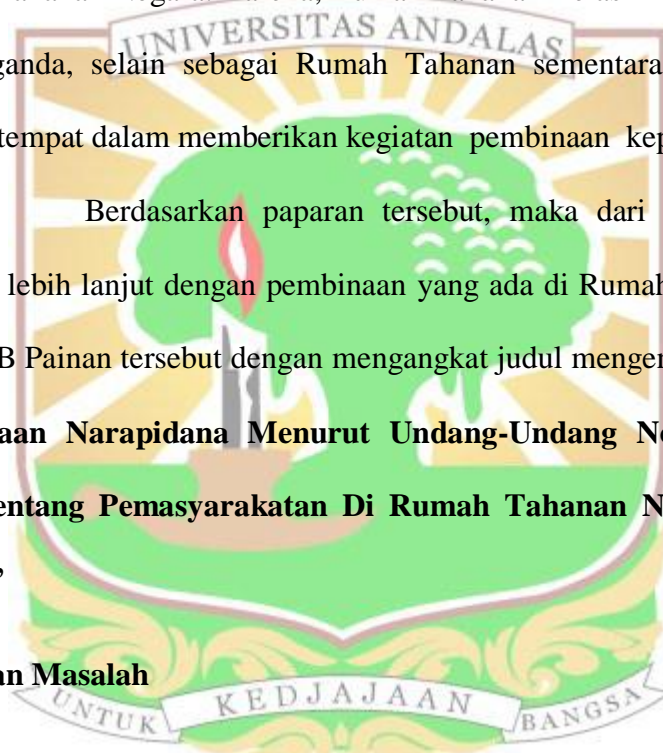 UNIVERSITAS ANDALAS
ganda, selain sebagai Rumah Tahanan sementara
tempat dalam memberikan kegiatan pembinaan kep
Berdasarkan paparan tersebut, maka dari
lebih lanjut dengan pembinaan yang ada di Rumah
B Painan tersebut dengan mengangkat judul menger
aan Narapidana Menurut Undang-Undang No
entang Pemasyarakatan Di Rumah Tahanan N
an Masalah
UNTUK KEDJAJAAN BANGSA